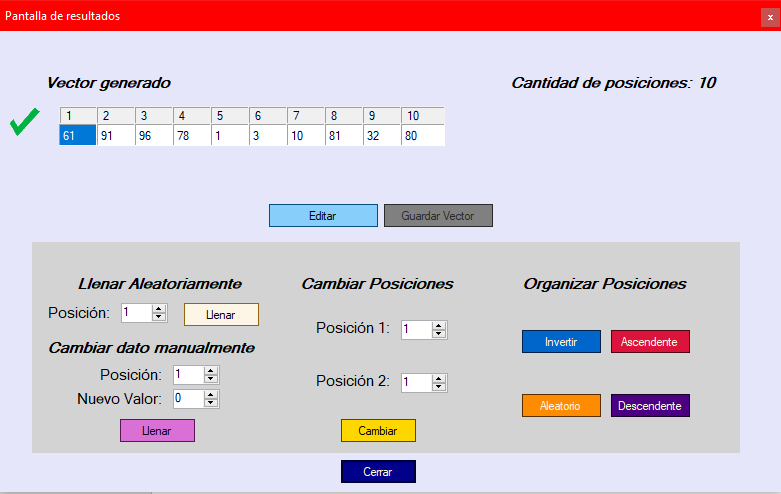 Pantalla de resultados x
Vector generado Cantidad de posiciones: 10
1 2 3 4 5 6 7 8 9 10
61 91 96 78 1 3 10 81 32 80
Editar Guardar Vector
Llenar Aleatoriamente Cambiar Posiciones Organizar Posiciones
Posición: 1 Llenar
Posición 1: 1
Invertir Ascendente
Cambiar dato manualmente
Posición: 1
Posición 2: 1
Nuevo Valor: 0
Aleatorio Descendente
Llenar Cambiar
Cerrar